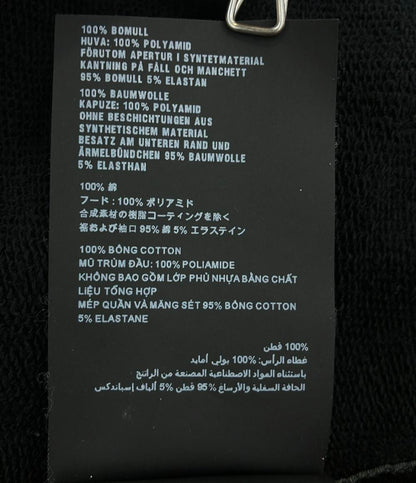 100% BOMULL
HUVA: 100% POLYAMID
FÖRUTOM APERTUR I SYNTETMATERIAL
KANTNING PÅ FÅLL OCH MANCHETT
95% BOMULL 5% ELASTAN
100% BAUMWOLLE
KAPUZE: 100% POLYAMID
OHNE BESCHICHTUNGEN AUS
SYNTHETISCHEM MATERIAL
BESATZ AM UNTEREN RAND UND
ÄRMELBÜNDCHEN 95% BAUMWOLLE
5% ELASTHAN
100% 綿
フード : 100% ポリアミド
合成素材の樹脂コーティングを除く
裾および袖口 95% 綿 5% エラステイン
100% BÔNG COTTON
MŨ TRÙM ĐẦU: 100% POLIAMIDE
KHÔNG BAO GỒM LỚP PHỦ NHỰA BẰNG CHẤT
LIỆU TỔNG HỢP
MÉP QUẦN VÀ MĂNG SÉT 95% BÔNG COTTON
5% ELASTANE
100% قطن
غطاء الرأس: 100% بولي أمايد
باستثناء المواد الاصطناعية المصنعة من الراتنج
الحافة السفلية والأرساغ 95% قطن 5% ألياف إسباندكس